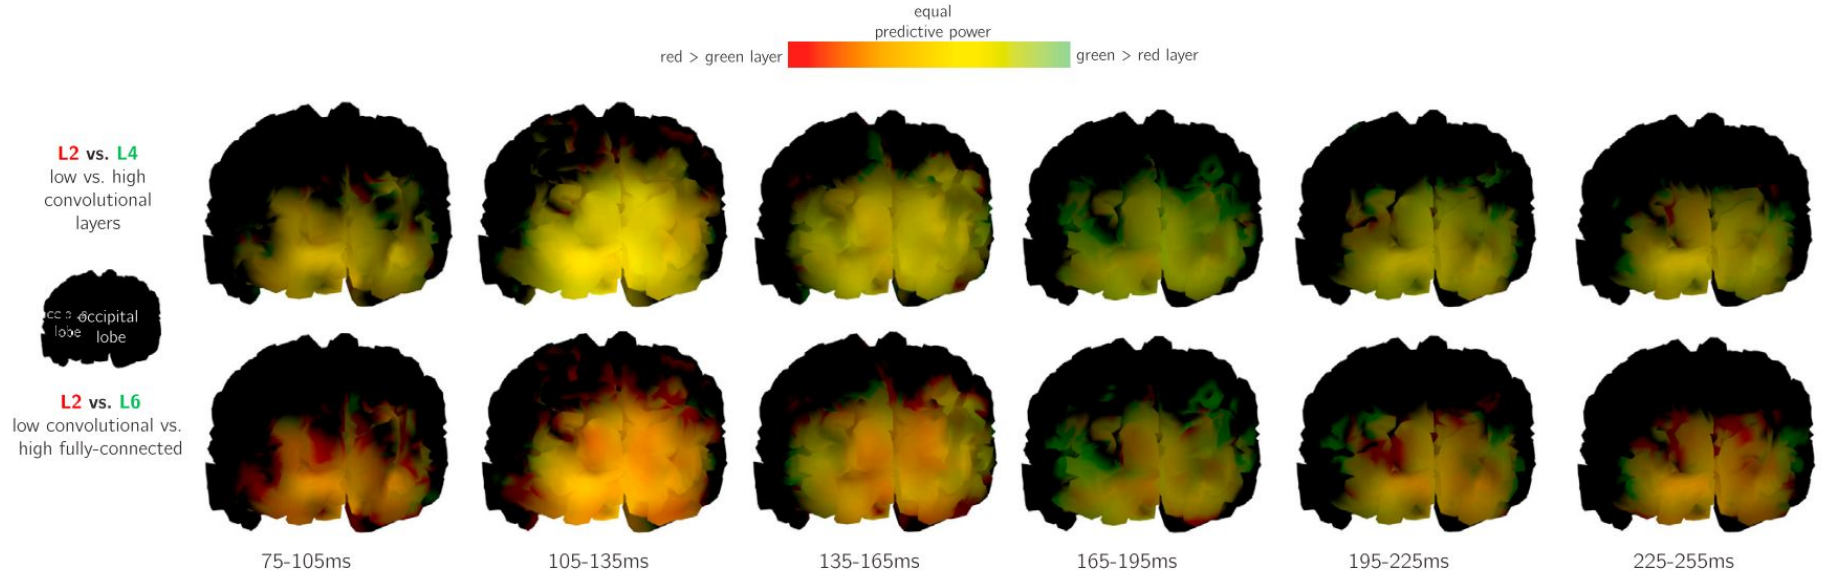 equal
predictive power
red > green layer
green > red layer
L2 vs. L4
low vs. high
convolutional
layers
occipital
lobe
lobe
L2 vs. L6
low convolutional vs.
high fully-connected
75-105ms
105-135ms
135-165ms
165-195ms
195-225ms
225-255ms